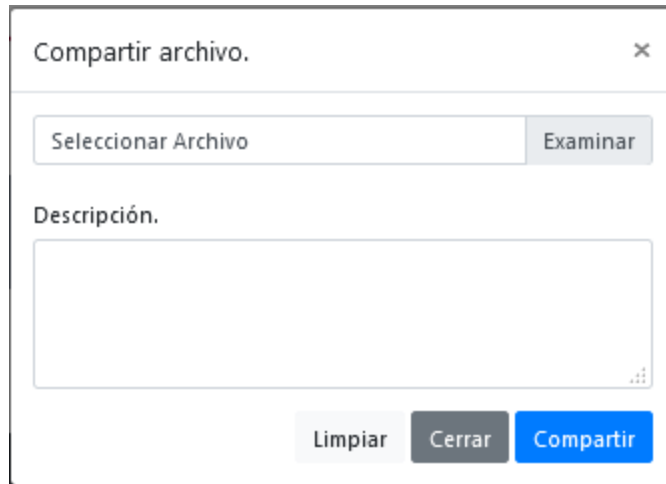 Compartir archivo. ×
Seleccionar Archivo Examinar
Descripción.
Limpiar Cerrar Compartir